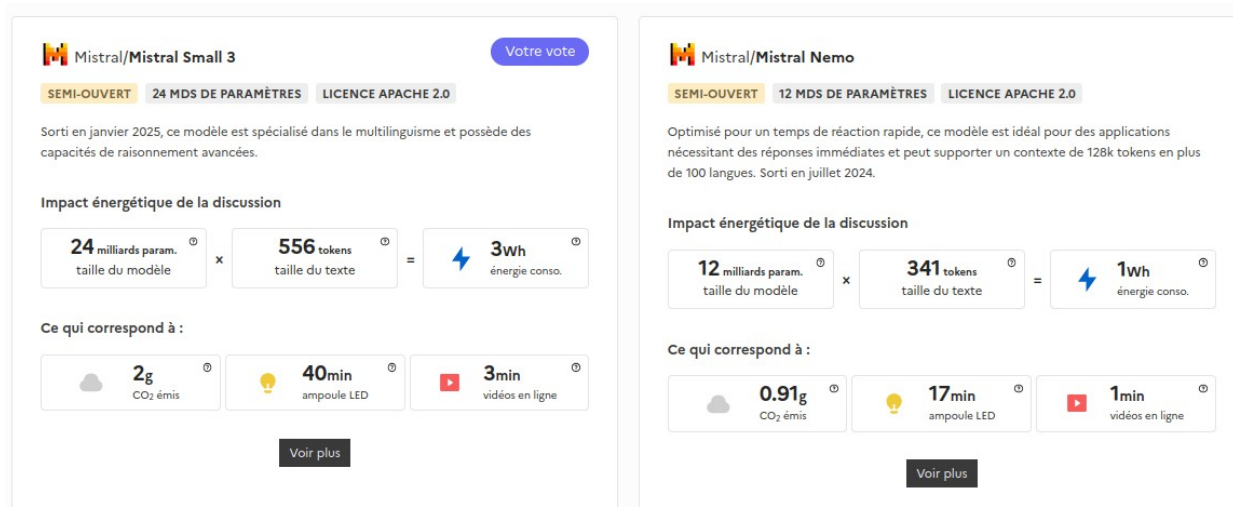 Mistral/Mistral Small 3
Votre vote
SEMI-OUVERT 24 MDS DE PARAMÈTRES LICENCE APACHE 2.0
Sorti en janvier 2025, ce modèle est spécialisé dans le multilinguisme et possède des
capacités de raisonnement avancées.
Impact énergétique de la discussion
24 milliards param. × 556 tokens = 3Wh
taille du modèle taille du texte énergie conso.
Ce qui correspond à :
2g 40min 3min
CO₂ émis ampoule LED vidéos en ligne
Voir plus
Mistral/Mistral Nemo
SEMI-OUVERT 12 MDS DE PARAMÈTRES LICENCE APACHE 2.0
Optimisé pour un temps de réaction rapide, ce modèle est idéal pour des applications
nécessitant des réponses immédiates et peut supporter un contexte de 128k tokens en plus
de 100 langues. Sorti en juillet 2024.
Impact énergétique de la discussion
12 milliards param. × 341 tokens = 1Wh
taille du modèle taille du texte énergie conso.
Ce qui correspond à :
0.91g 17min 1min
CO₂ émis ampoule LED vidéos en ligne
Voir plus